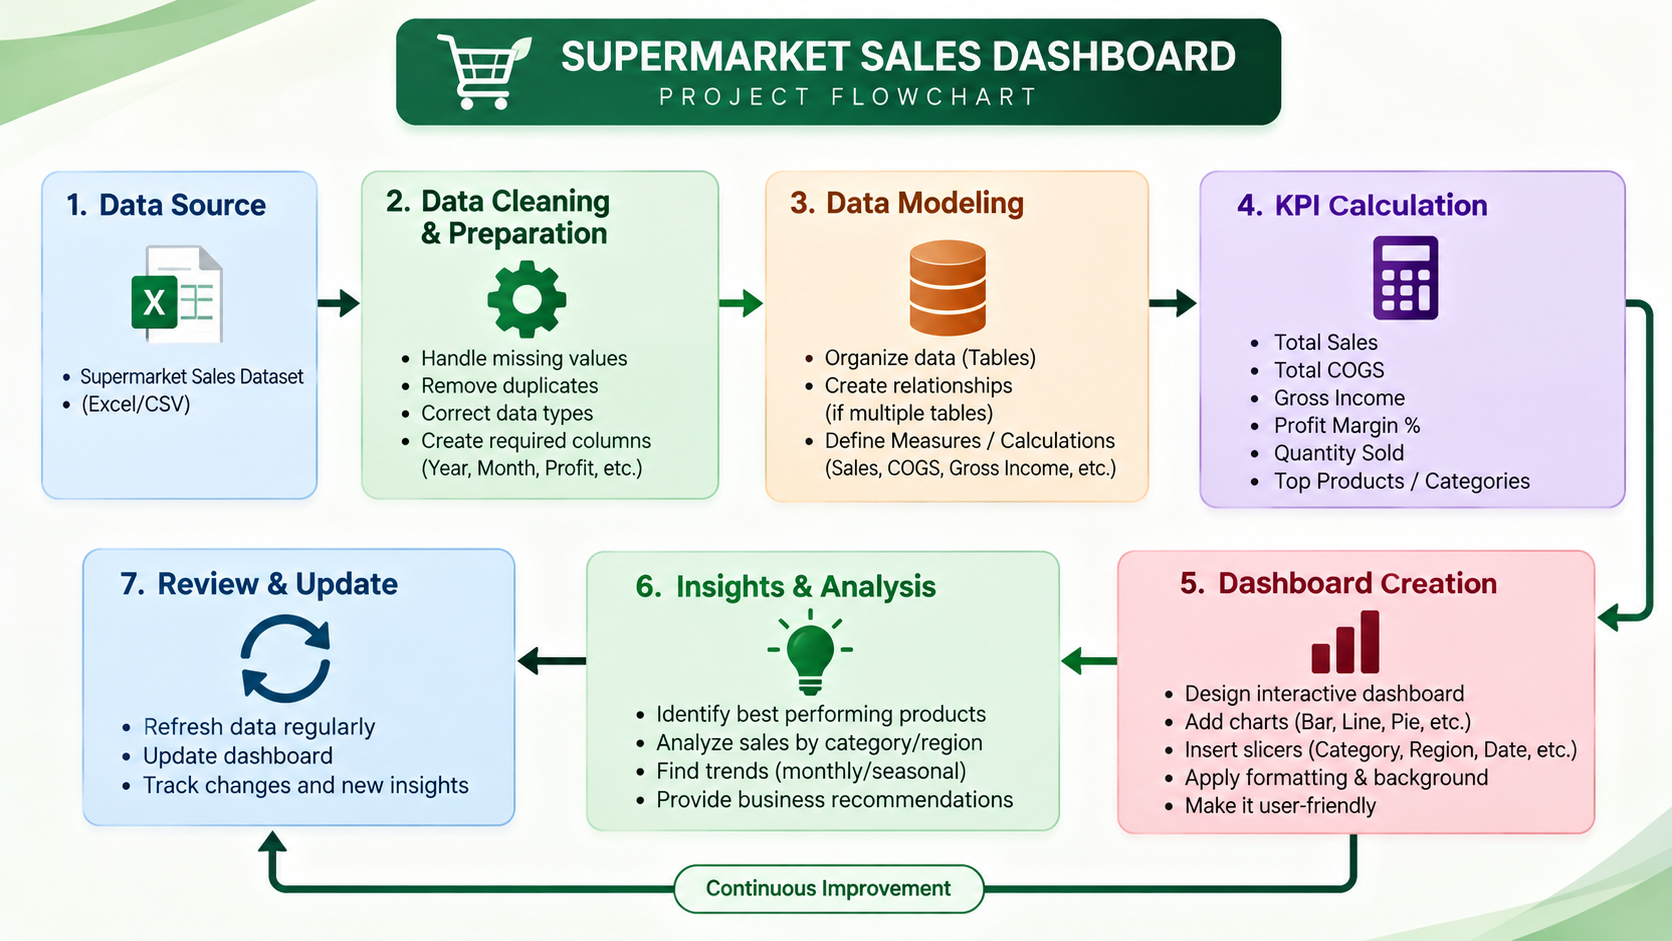 SUPERMARKET SALES DASHBOARD
PROJECT FLOWCHART
1. Data Source
X
• Supermarket Sales Dataset
• (Excel/CSV)
2. Data Cleaning
& Preparation
• Handle missing values
• Remove duplicates
• Correct data types
• Create required columns
(Year, Month, Profit, etc.)
3. Data Modeling
• Organize data (Tables)
• Create relationships
(if multiple tables)
• Define Measures / Calculations
(Sales, COGS, Gross Income, etc.)
4. KPI Calculation
• Total Sales
• Total COGS
• Gross Income
• Profit Margin %
• Quantity Sold
• Top Products / Categories
5. Dashboard Creation
• Design interactive dashboard
• Add charts (Bar, Line, Pie, etc.)
• Insert slicers (Category, Region, Date, etc.)
• Apply formatting & background
• Make it user-friendly
6. Insights & Analysis
• Identify best performing products
• Analyze sales by category/region
• Find trends (monthly/seasonal)
• Provide business recommendations
7. Review & Update
• Refresh data regularly
• Update dashboard
• Track changes and new insights
Continuous Improvement